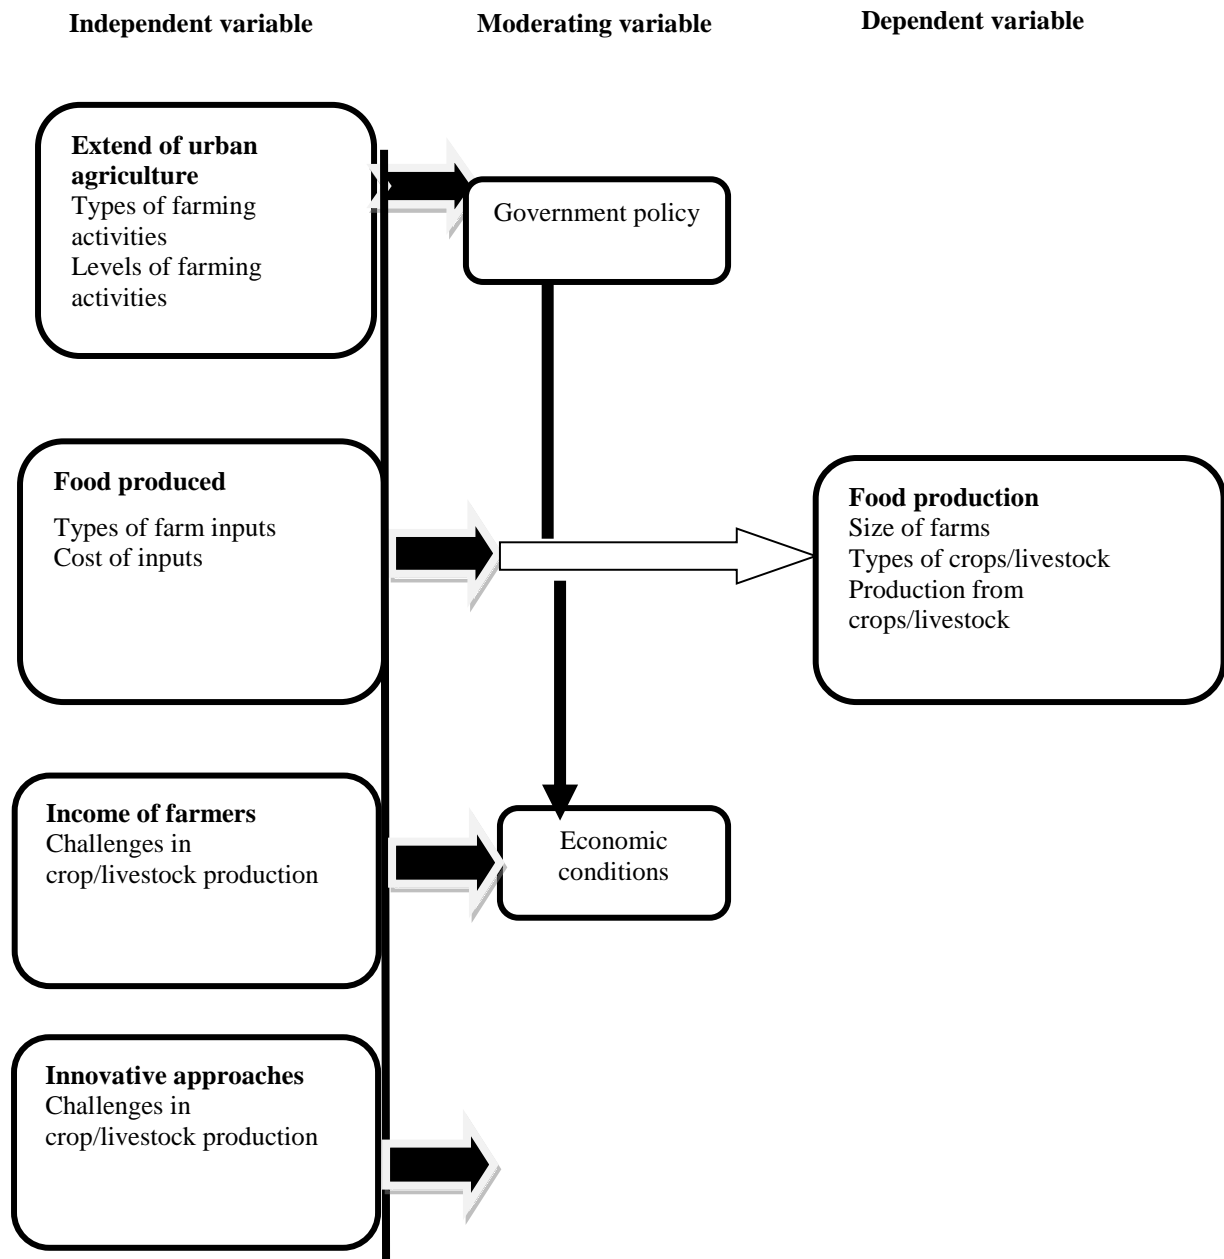 Independent variable
Moderating variable
Dependent variable
Extend of urban
agriculture
Types of farming
activities
Levels of farming
activities
Government policy
Food produced
Types of farm inputs
Cost of inputs
Food production
Size of farms
Types of crops/livestock
Production from
crops/livestock
Income of farmers
Challenges in
crop/livestock production
Economic
conditions
Innovative approaches
Challenges in
crop/livestock production